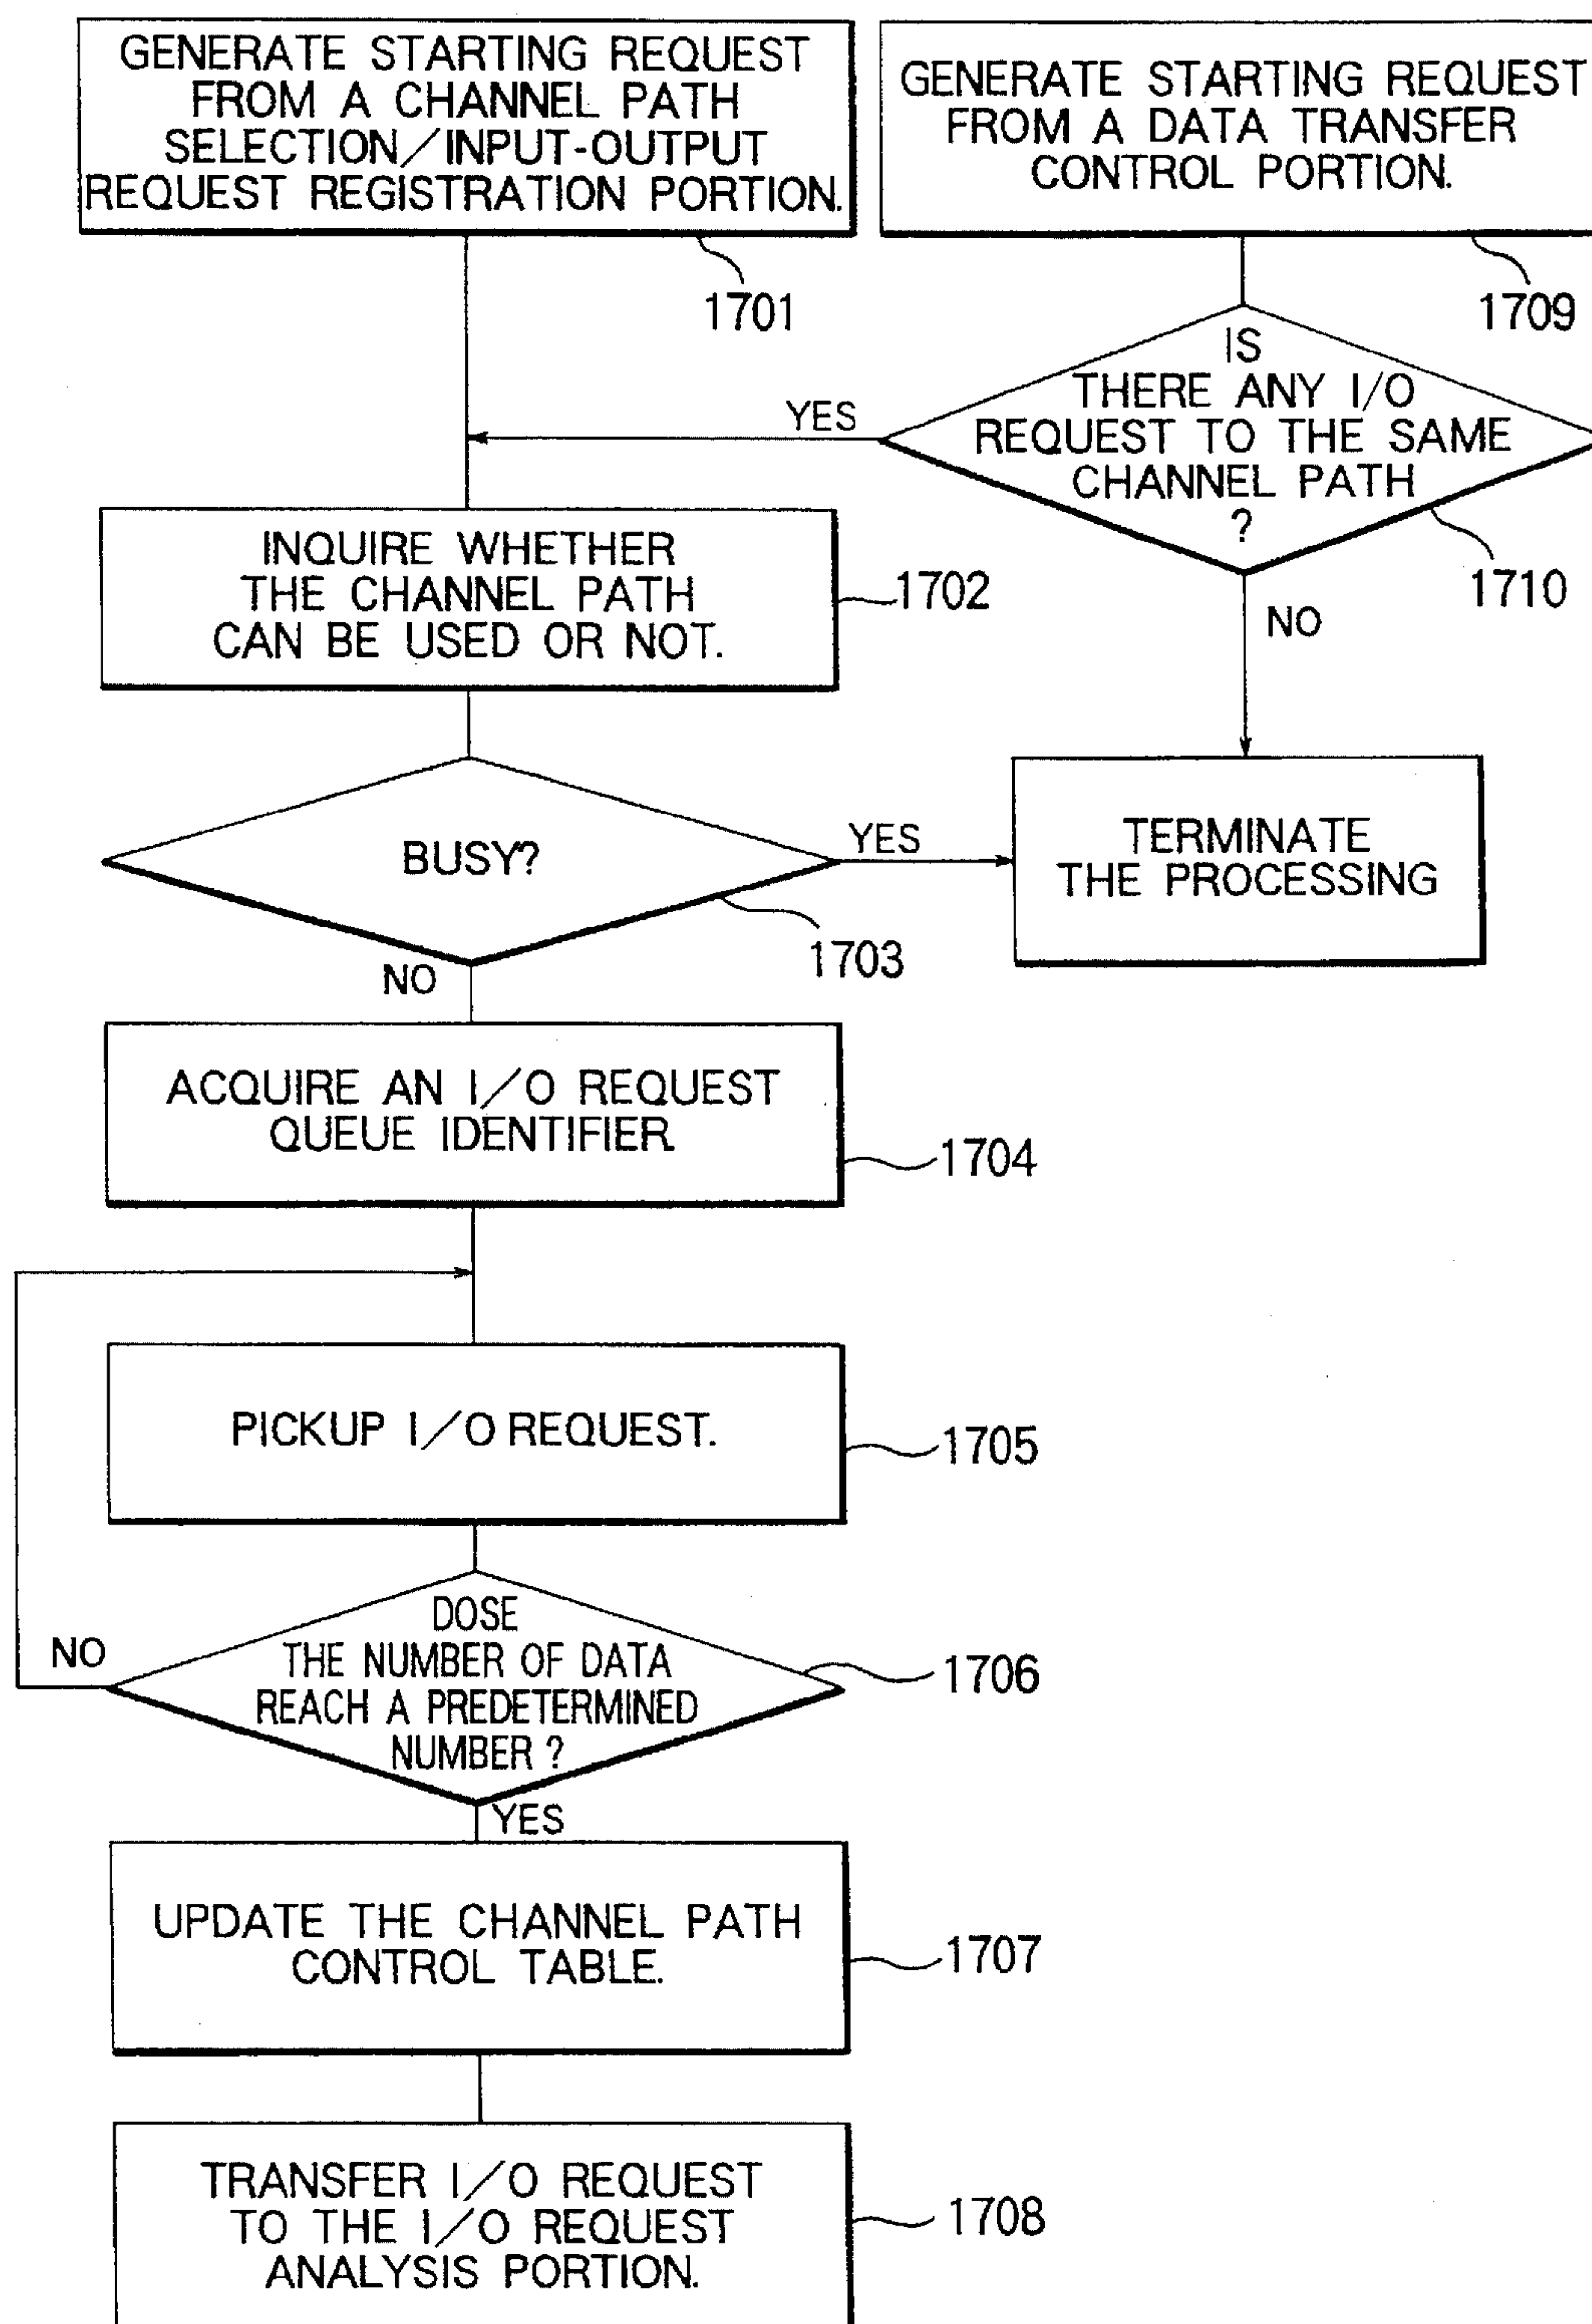 GENERATE STARTING REQUEST
FROM A CHANNEL PATH
SELECTION/INPUT-OUTPUT
REQUEST REGISTRATION PORTION.
1701
GENERATE STARTING REQUEST
FROM A DATA TRANSFER
CONTROL PORTION.
1709
IS
THERE ANY I/O
REQUEST TO THE SAME
CHANNEL PATH
?
1710
YES
NO
INQUIRE WHETHER
THE CHANNEL PATH
CAN BE USED OR NOT.
1702
BUSY?
YES
1703
NO
TERMINATE
THE PROCESSING
ACQUIRE AN I/O REQUEST
QUEUE IDENTIFIER.
1704
PICKUP I/O REQUEST.
1705
DOSE
THE NUMBER OF DATA
REACH A PREDETERMINED
NUMBER ?
1706
NO
YES
UPDATE THE CHANNEL PATH
CONTROL TABLE.
1707
TRANSFER I/O REQUEST
TO THE I/O REQUEST
ANALYSIS PORTION.
1708